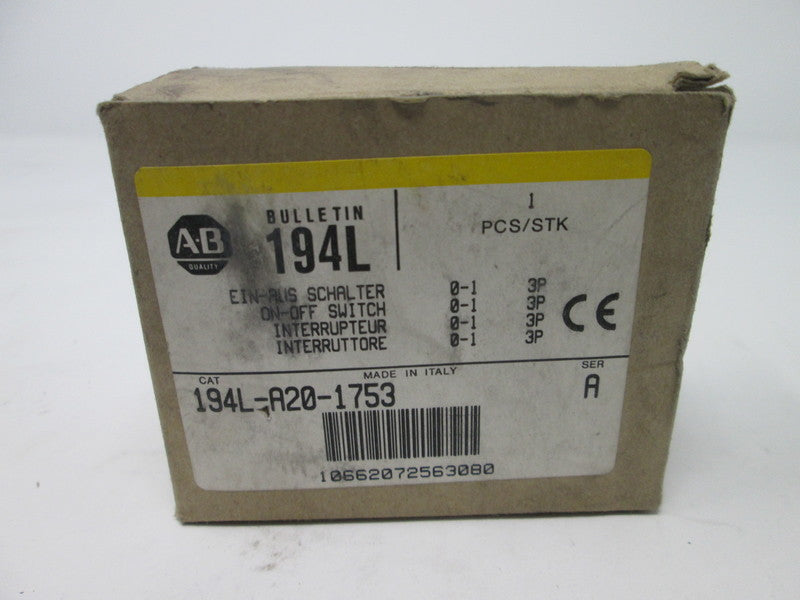 A-B
QUALITY
BULLETIN
194L
1
PCS/STK
EIN-AUS SCHALTER 0-1 3P
ON-OFF SWITCH 0-1 3P
INTERRUPTEUR 0-1 3P
INTERRUTTORE 0-1 3P
CE
CAT MADE IN ITALY SER
194L-A20-1753 A
10662072563080